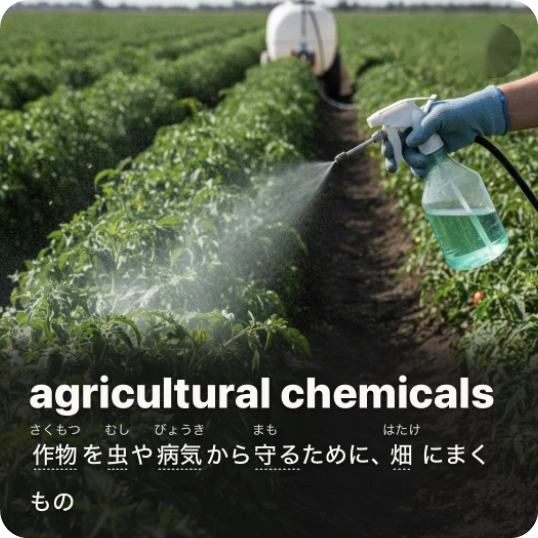 agricultural chemicals
さくもつ むし びょうき まも はたけ
作物を虫や病気から守るために、畑にまく
もの